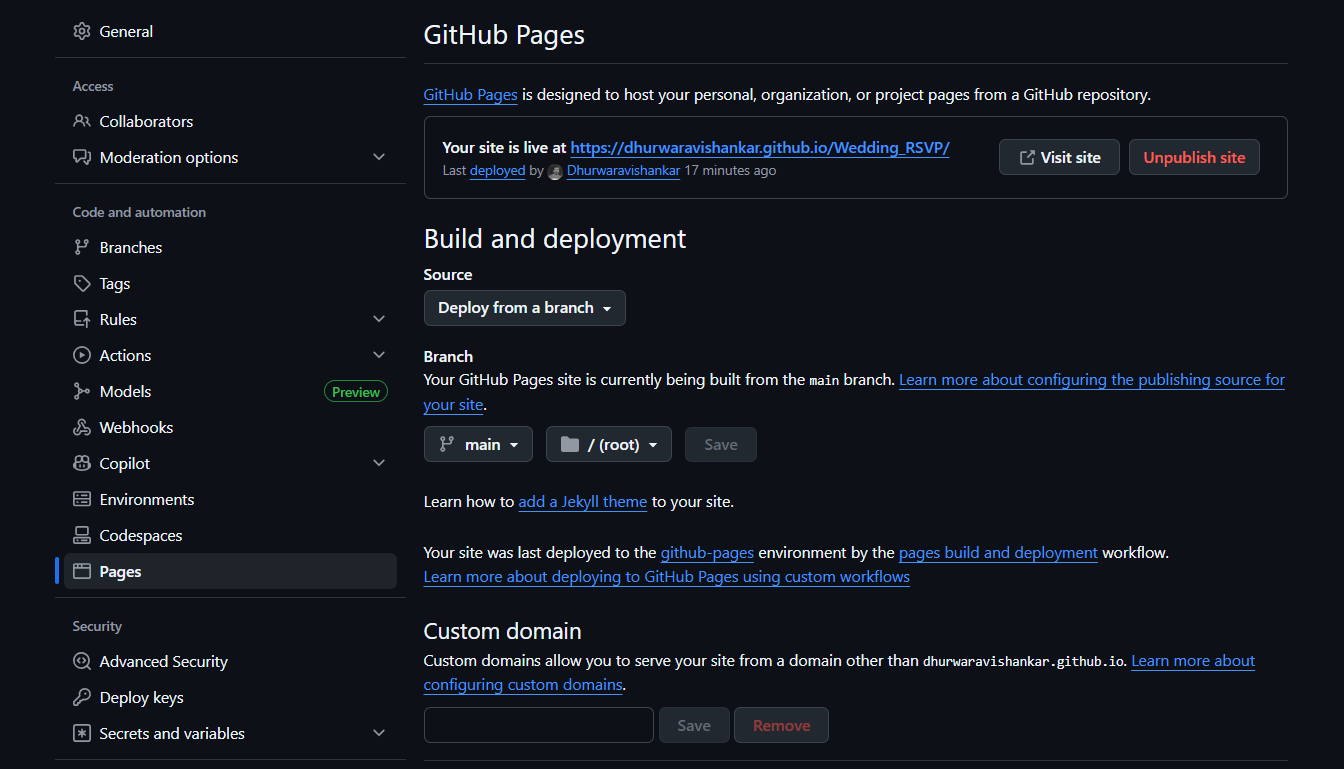 General
Access
Collaborators
Moderation options
Code and automation
Branches
Tags
Rules
Actions
Models
Preview
Webhooks
Copilot
Environments
Codespaces
Pages
Security
Advanced Security
Deploy keys
Secrets and variables
GitHub Pages
GitHub Pages is designed to host your personal, organization, or project pages from a GitHub repository.
Your site is live at https://dhurwaravishankar.github.io/Wedding_RSVP/
Last deployed by Dhurwaravishankar 17 minutes ago
Visit site
Unpublish site
Build and deployment
Source
Deploy from a branch
Branch
Your GitHub Pages site is currently being built from the main branch. Learn more about configuring the publishing source for
your site.
main
/ (root)
Save
Learn how to add a Jekyll theme to your site.
Your site was last deployed to the github-pages environment by the pages build and deployment workflow.
Learn more about deploying to GitHub Pages using custom workflows
Custom domain
Custom domains allow you to serve your site from a domain other than dhurwaravishankar.github.io. Learn more about
configuring custom domains.
Save
Remove